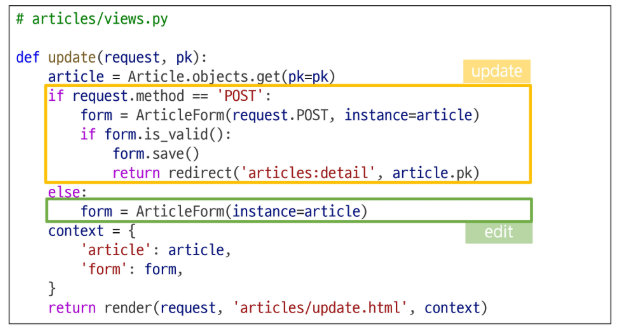 # articles/views.py
def update(request, pk):
    article = Article.objects.get(pk=pk)
update
    if request.method == 'POST':
        form = ArticleForm(request.POST, instance=article)
        if form.is_valid():
            form.save()
            return redirect('articles:detail', article.pk)
    else:
        form = ArticleForm(instance=article)
edit
    context = {
        'article': article,
        'form': form,
    }
    return render(request, 'articles/update.html', context)